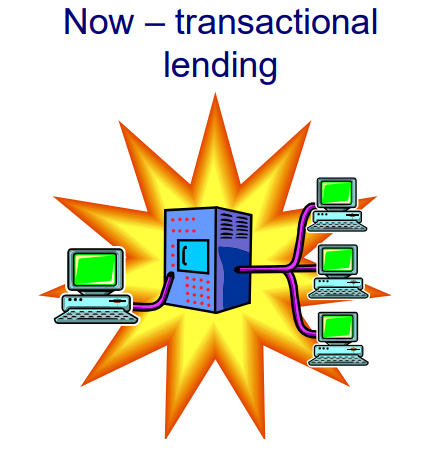 Now – transactional
lending